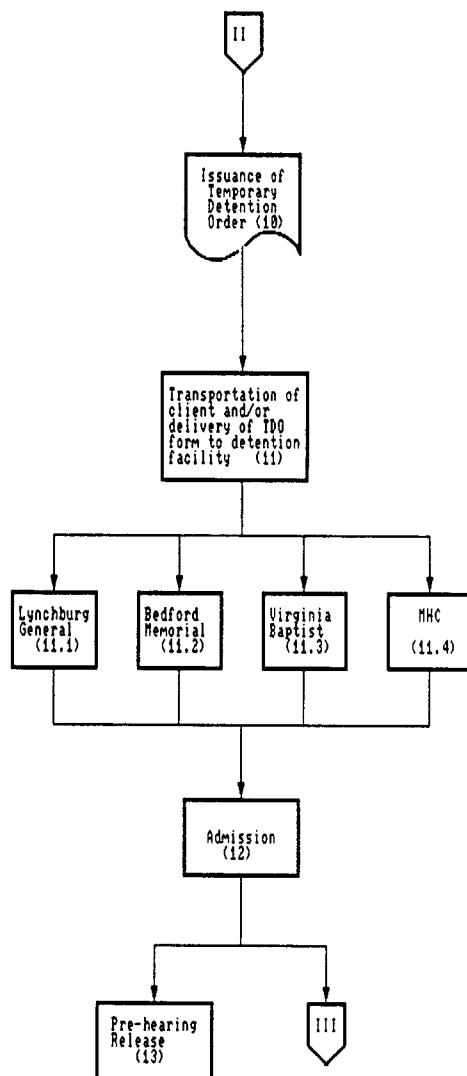 II
Issuance of
Temporary
Detention
Order (10)
Transportation of
client and/or
delivery of TDO
form to detention
facility (11)
Lynchburg
General
(11.1)
Bedford
Memorial
(11.2)
Virginia
Baptist
(11.3)
MHC
(11.4)
Admission
(12)
Pre-hearing
Release
(13)
III